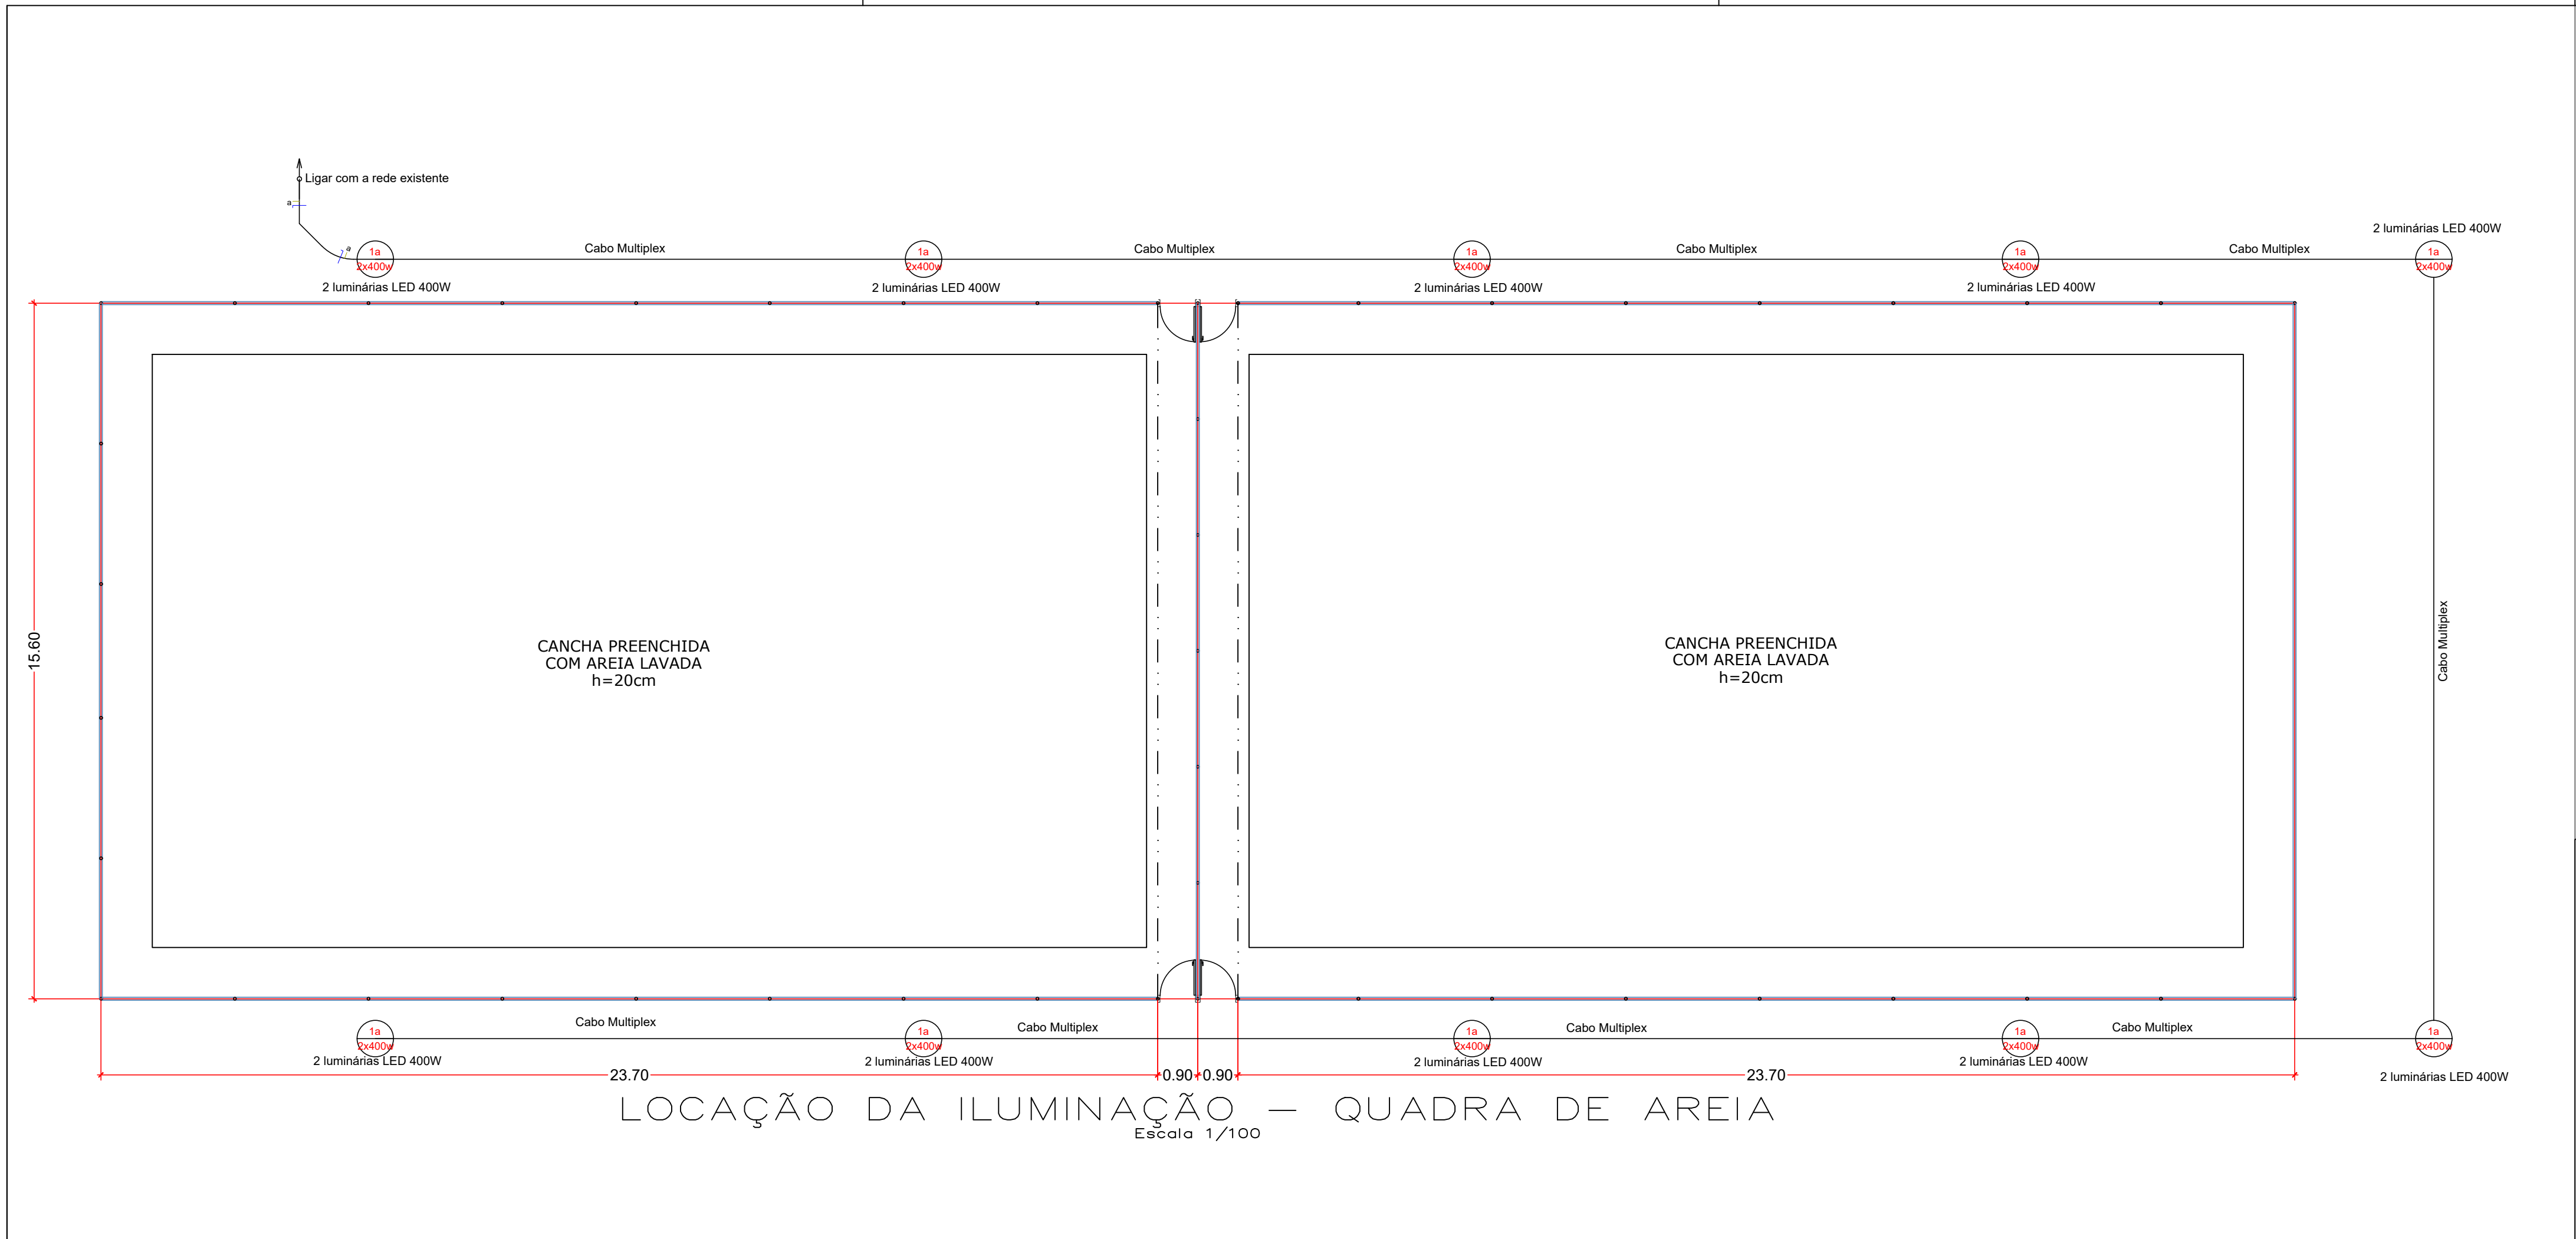 Ligar com a rede existente
a
a
2 luminárias LED 400W
1a
2x400w
Cabo Multiplex
1a
2x400w
Cabo Multiplex
1a
2x400w
Cabo Multiplex
1a
2x400w
Cabo Multiplex
1a
2x400w
2 luminárias LED 400W
2 luminárias LED 400W
2 luminárias LED 400W
2 luminárias LED 400W
15.60
CANCHA PREENCHIDA
COM AREIA LAVADA
h=20cm
CANCHA PREENCHIDA
COM AREIA LAVADA
h=20cm
Cabo Multiplex
1a
2x400w
Cabo Multiplex
1a
2x400w
Cabo Multiplex
1a
2x400w
Cabo Multiplex
1a
2x400w
Cabo Multiplex
1a
2x400w
2 luminárias LED 400W
2 luminárias LED 400W
2 luminárias LED 400W
2 luminárias LED 400W
2 luminárias LED 400W
23.70
0.90
0.90
23.70
LOCAÇÃO DA ILUMINAÇÃO – QUADRA DE AREIA
Escala 1/100